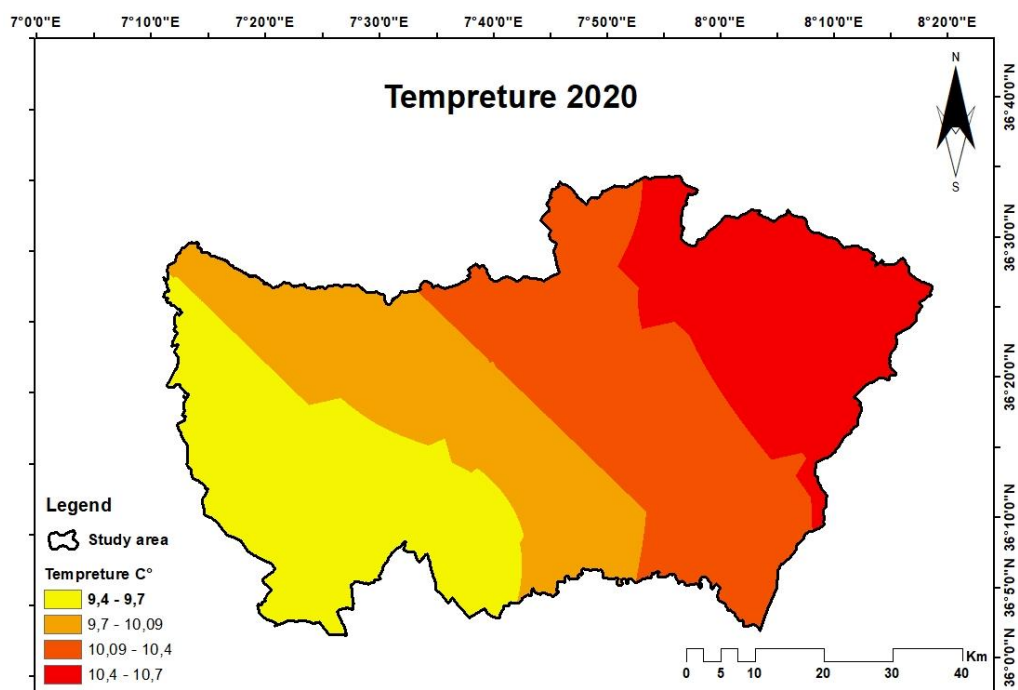 7°0'0"E 7°10'0"E 7°20'0"E 7°30'0"E 7°40'0"E 7°50'0"E 8°00'0"E 8°10'0"E 8°20'0"E
Tempreture 2020
N
S
36°40'0"N
36°30'0"N
36°20'0"N
36°10'0"N
36°5'0"N
36°0'0"N
Legend
Study area
Tempreture C°
9,4 - 9,7
9,7 - 10,09
10,09 - 10,4
10,4 - 10,7
Km
0 5 10 20 30 40